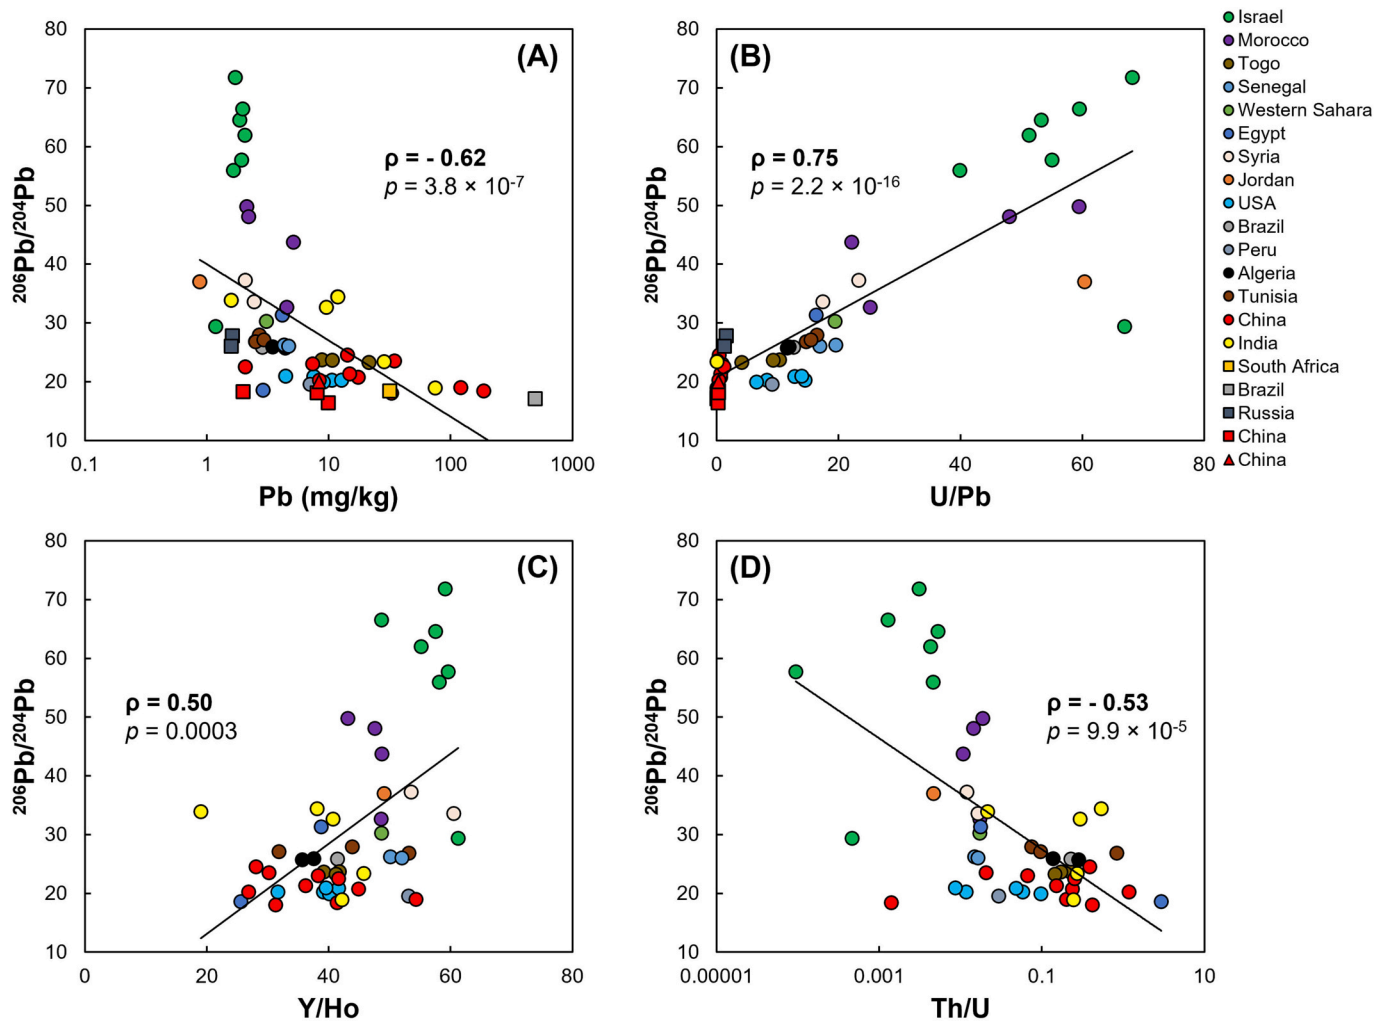 80
70
60
50
40
30
20
10
²⁰⁶Pb/²⁰⁴Pb
(A)
ρ = - 0.62
p = 3.8 × 10⁻⁷
0.1
1
10
100
1000
Pb (mg/kg)
80
70
60
50
40
30
20
10
²⁰⁶Pb/²⁰⁴Pb
(B)
ρ = 0.75
p = 2.2 × 10⁻¹⁶
0
20
40
60
80
U/Pb
Israel
Morocco
Togo
Senegal
Western Sahara
Egypt
Syria
Jordan
USA
Brazil
Peru
Algeria
Tunisia
China
India
South Africa
Brazil
Russia
China
China
80
70
60
50
40
30
20
10
²⁰⁶Pb/²⁰⁴Pb
(C)
ρ = 0.50
p = 0.0003
0
20
40
60
80
Y/Ho
80
70
60
50
40
30
20
10
²⁰⁶Pb/²⁰⁴Pb
(D)
ρ = - 0.53
p = 9.9 × 10⁻⁵
0.00001
0.001
0.1
10
Th/U